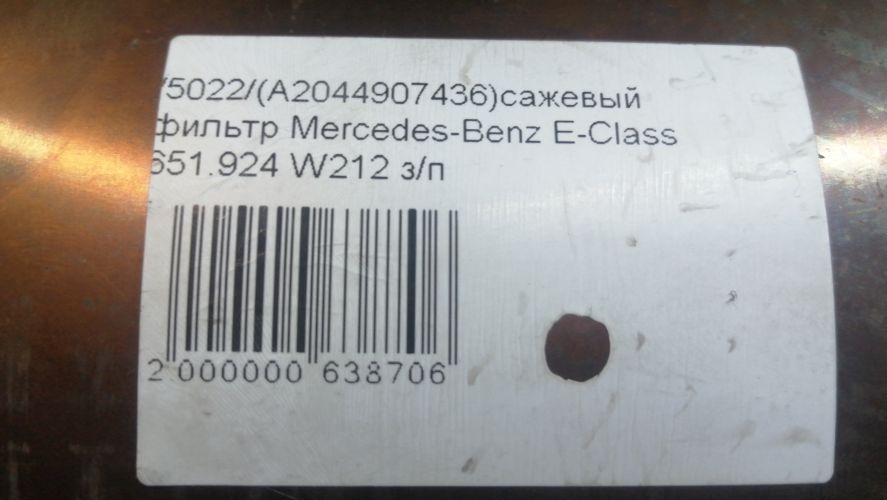 /5022/(A2044907436)сажевый
фильтр Mercedes-Benz E-Class
651.924 W212 з/п
2 000000 638706